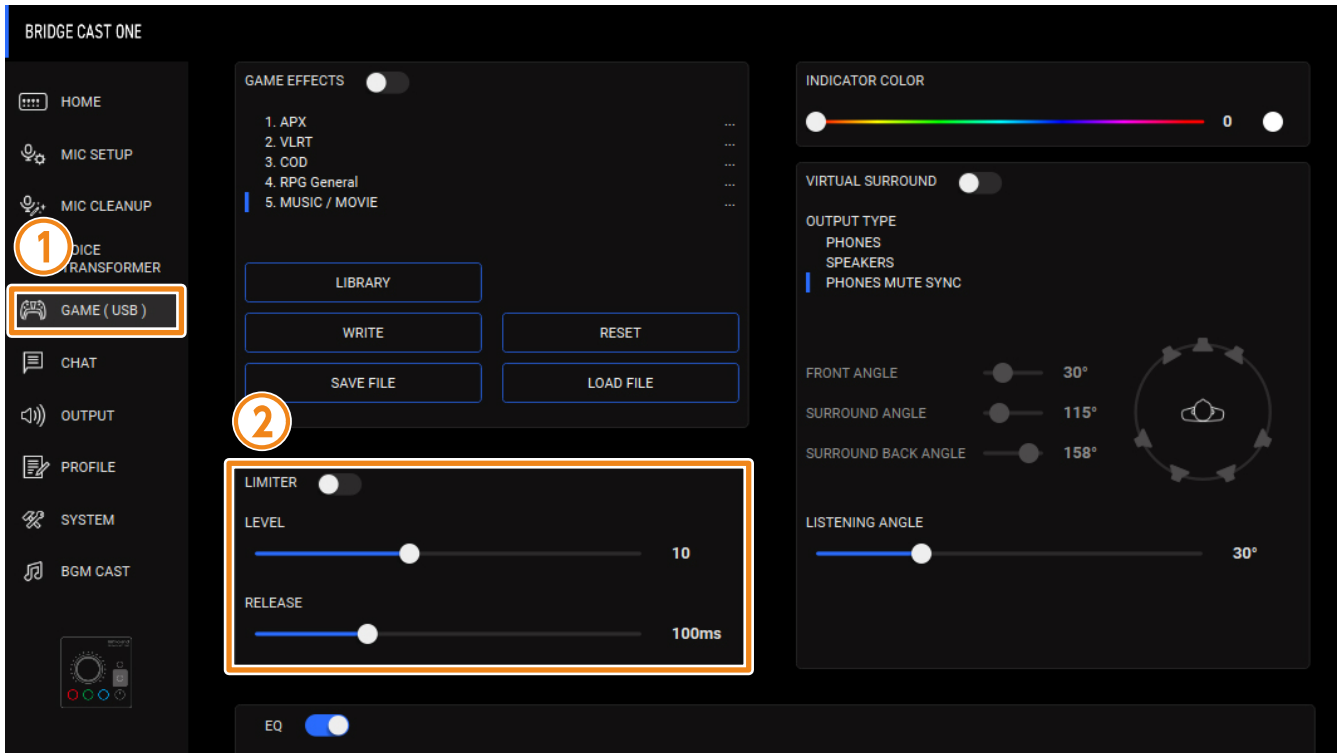 BRIDGE CAST ONE
HOME
MIC SETUP
MIC CLEANUP
1
TRANSFORMER
GAME ( USB )
CHAT
OUTPUT
PROFILE
SYSTEM
BGM CAST
GAME EFFECTS
1. APX ...
2. VLRT ...
3. COD ...
4. RPG General ...
5. MUSIC / MOVIE ...
LIBRARY
WRITE RESET
SAVE FILE LOAD FILE
2
LIMITER
LEVEL
10
RELEASE
100ms
EQ
INDICATOR COLOR
0
VIRTUAL SURROUND
OUTPUT TYPE
PHONES
SPEAKERS
PHONES MUTE SYNC
FRONT ANGLE 30°
SURROUND ANGLE 115°
SURROUND BACK ANGLE 158°
LISTENING ANGLE
30°